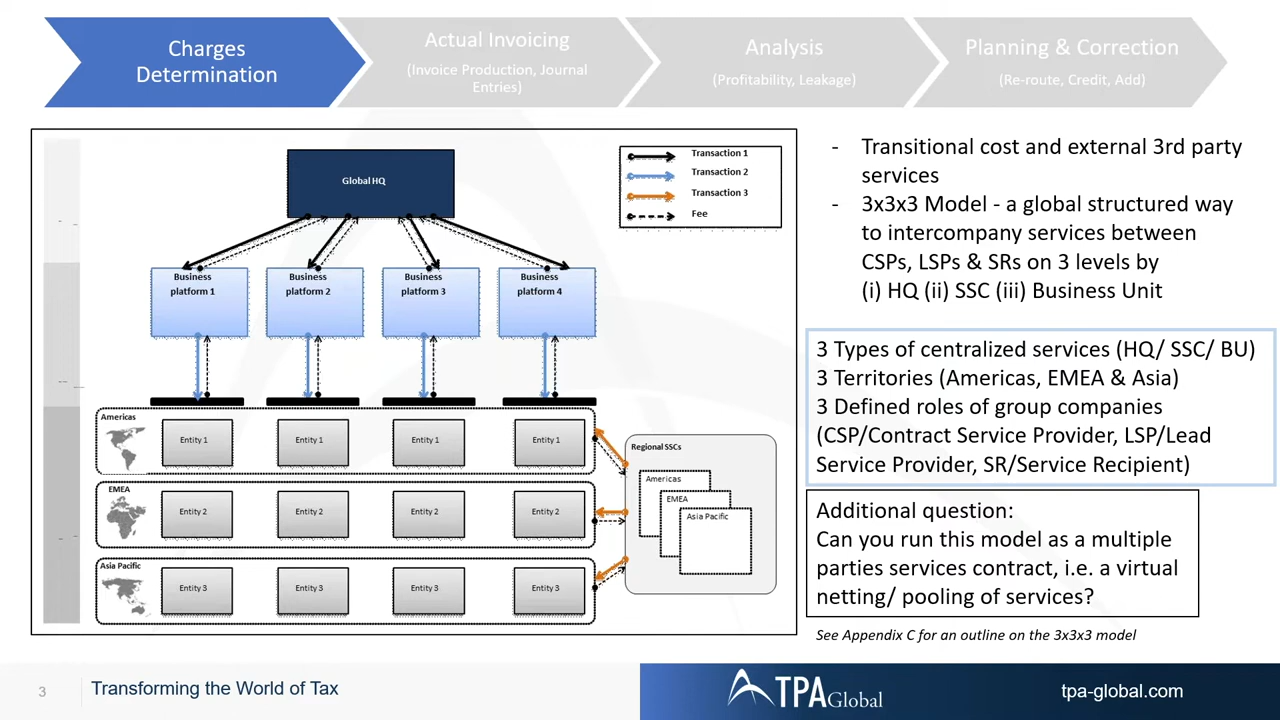 Charges
Determination
Actual Invoicing
(Invoice Production, Journal
Entries)
Analysis
(Profitability, Leakage)
Planning & Correction
(Re-route, Credit, Add)
Global HQ
Transaction 1
Transaction 2
Transaction 3
Fee
Business
platform 1
Business
platform 2
Business
platform 3
Business
platform 4
Americas
Entity 1
Entity 1
Entity 1
Entity 1
EMEA
Entity 2
Entity 2
Entity 2
Entity 2
Asia Pacific
Entity 3
Entity 3
Entity 3
Entity 3
Regional SSCs
Americas
EMEA
Asia Pacific
- Transitional cost and external 3rd party
services
- 3x3x3 Model - a global structured way
to intercompany services between
CSPs, LSPs & SRs on 3 levels by
(i) HQ (ii) SSC (iii) Business Unit
3 Types of centralized services (HQ/ SSC/ BU)
3 Territories (Americas, EMEA & Asia)
3 Defined roles of group companies
(CSP/Contract Service Provider, LSP/Lead
Service Provider, SR/Service Recipient)
Additional question:
Can you run this model as a multiple
parties services contract, i.e. a virtual
netting/ pooling of services?
See Appendix C for an outline on the 3x3x3 model
3
Transforming the World of Tax
TPA Global
tpa-global.com